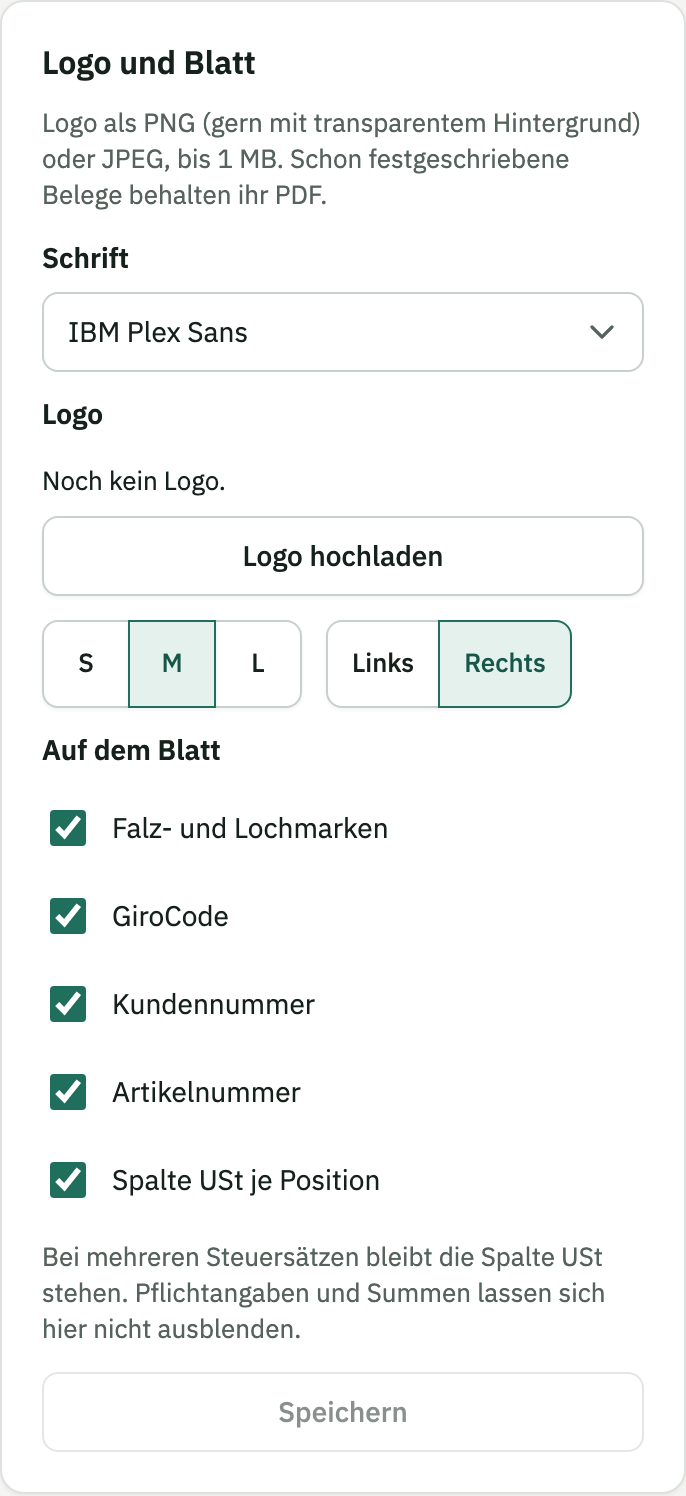 Logo und Blatt
Logo als PNG (gern mit transparentem Hintergrund)
oder JPEG, bis 1 MB. Schon festgeschriebene
Belege behalten ihr PDF.
Schrift
IBM Plex Sans
Logo
Noch kein Logo.
Logo hochladen
S M L Links Rechts
Auf dem Blatt
Falz- und Lochmarken
GiroCode
Kundennummer
Artikelnummer
Spalte USt je Position
Bei mehreren Steuersätzen bleibt die Spalte USt
stehen. Pflichtangaben und Summen lassen sich
hier nicht ausblenden.
Speichern